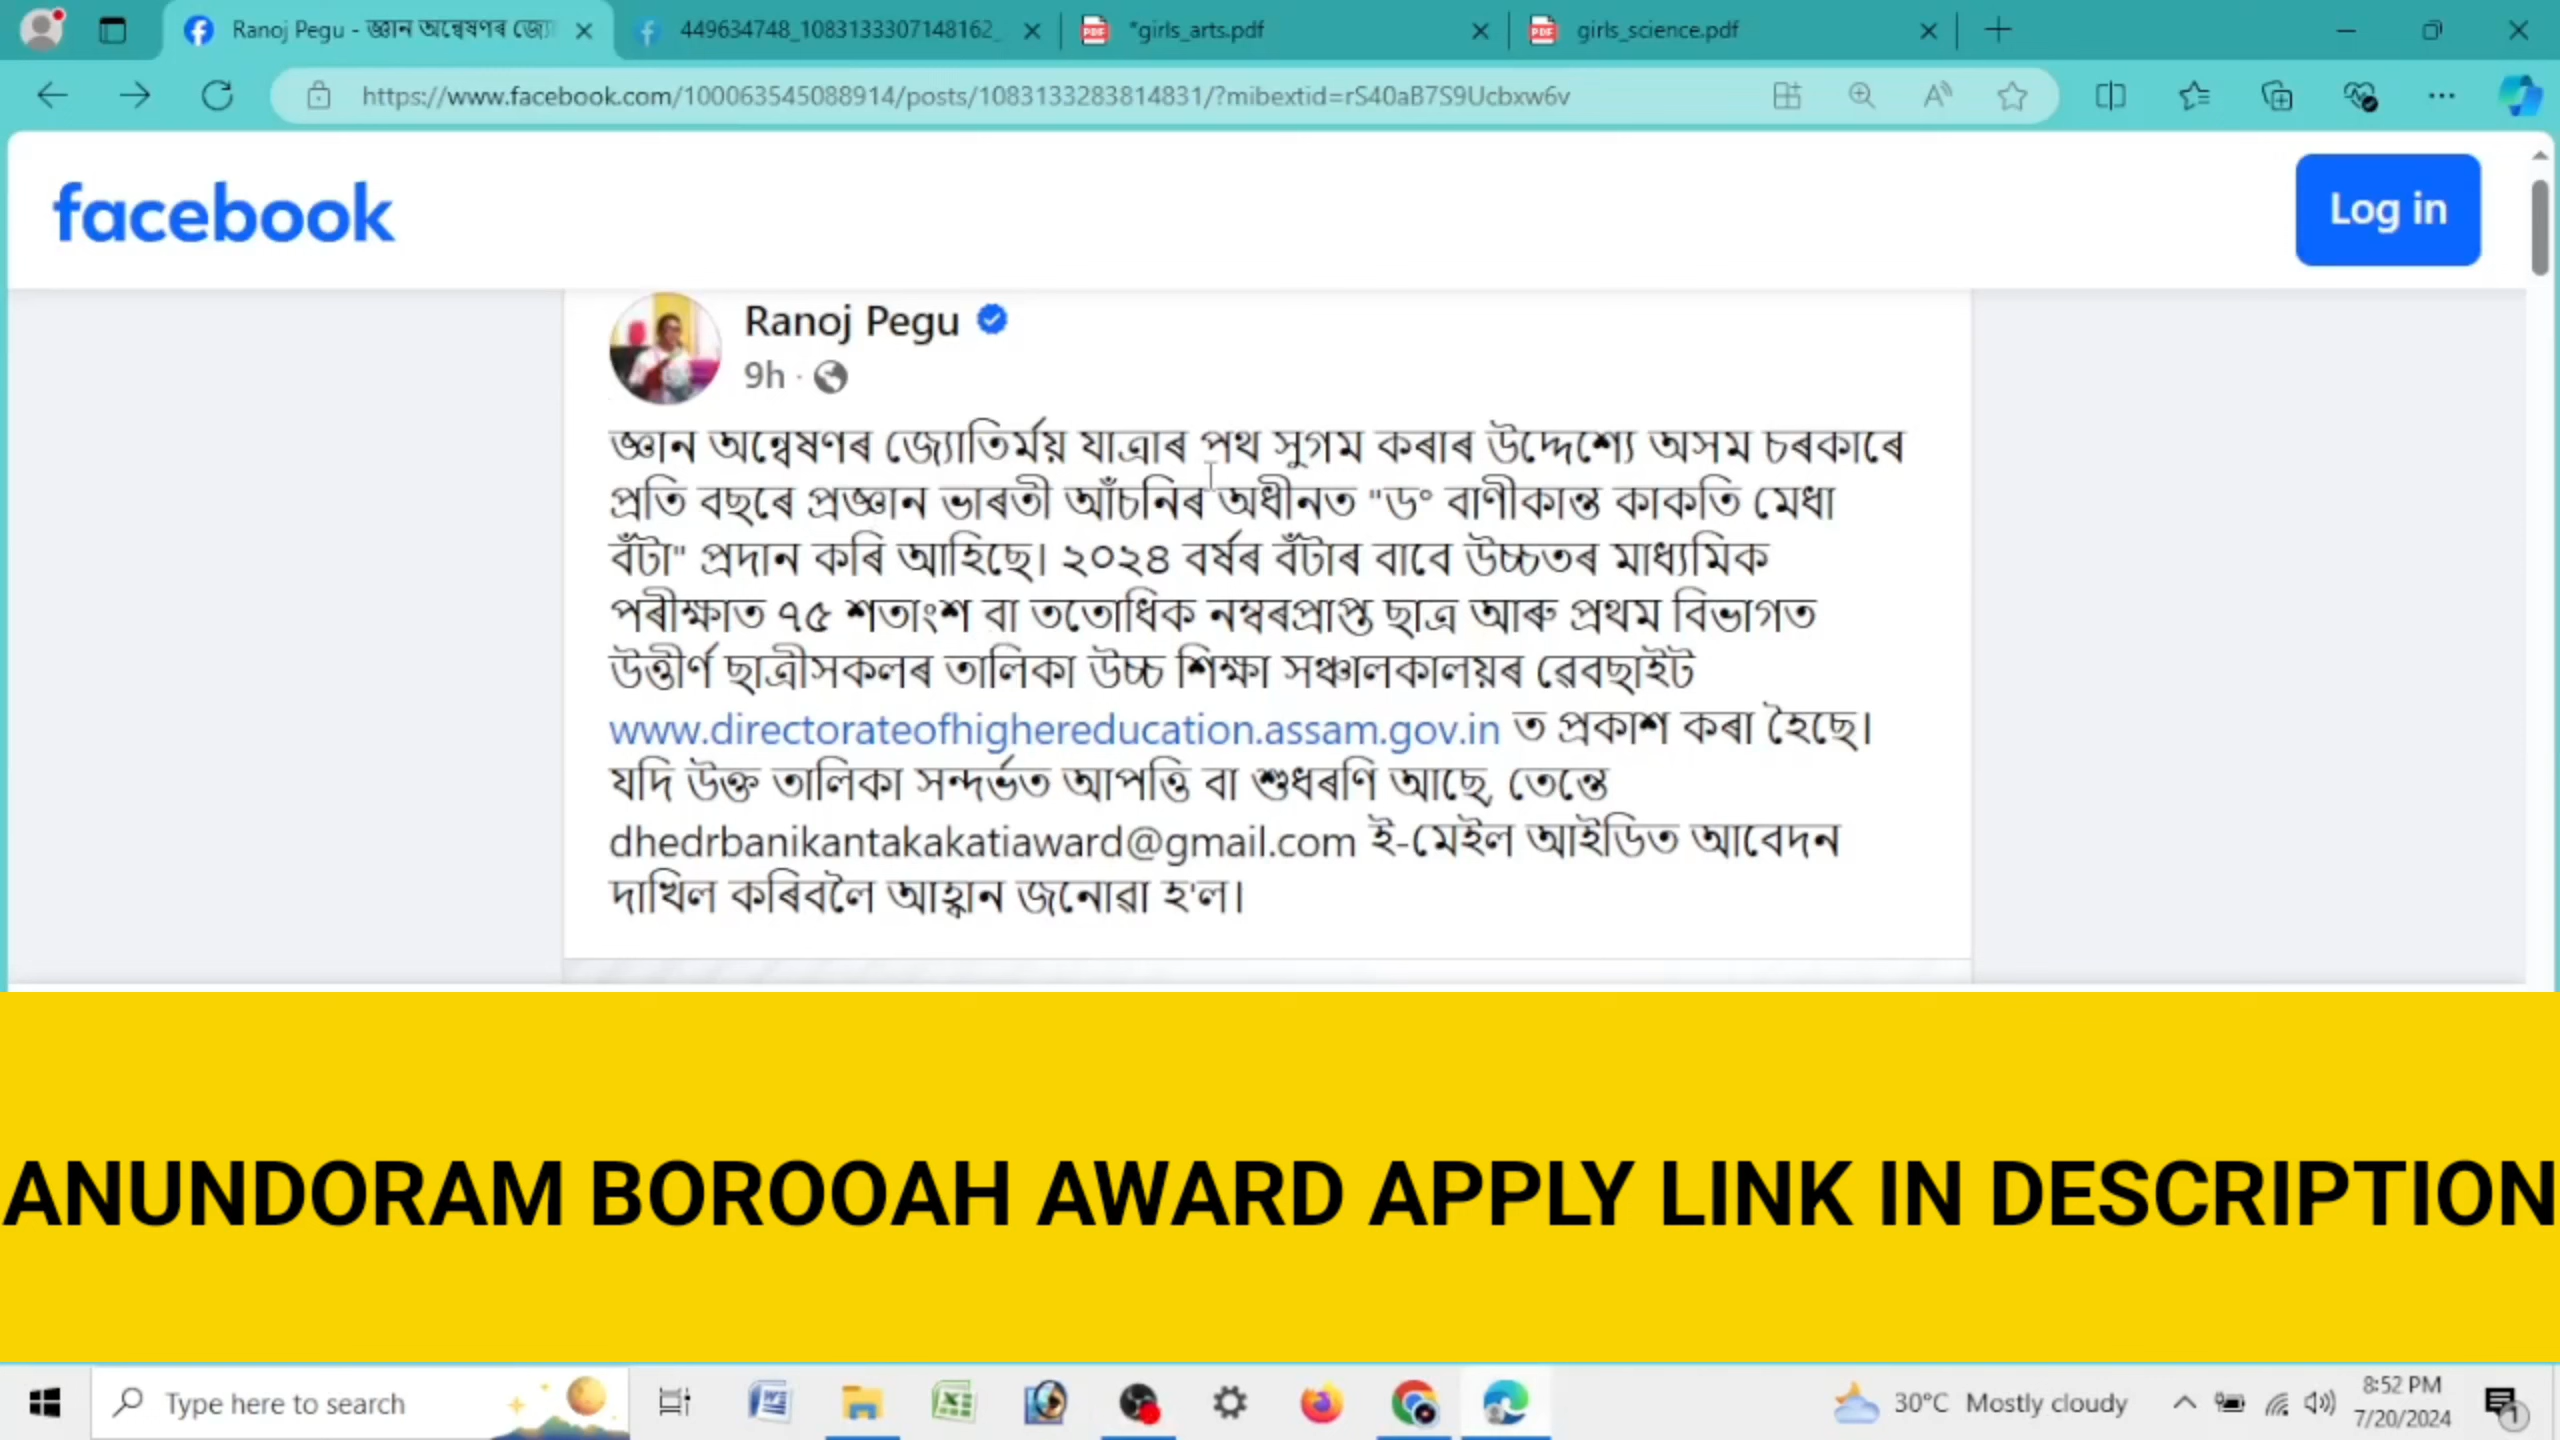 Ranoj Pegu - জ্ঞান অন্বেষণৰ জ্যো
449634748_1083133307148162_
*girls_arts.pdf
girls_science.pdf
https://www.facebook.com/100063545088914/posts/1083133283814831/?mibextid=rS40aB7S9Ucbxw6v
facebook
Log in
Ranoj Pegu
9h ·
জ্ঞান অন্বেষণৰ জ্যোতিৰ্ময় যাত্ৰাৰ পথ সুগম কৰাৰ উদ্দেশ্যে অসম চৰকাৰে
প্ৰতি বছৰে প্ৰজ্ঞান ভাৰতী আঁচনিৰ অধীনত "ড° বাণীকান্ত কাকতি মেধা
বঁটা" প্ৰদান কৰি আহিছে। ২০২৪ বৰ্ষৰ বঁটাৰ বাবে উচ্চতৰ মাধ্যমিক
পৰীক্ষাত ৭৫ শতাংশ বা ততোধিক নম্বৰপ্ৰাপ্ত ছাত্ৰ আৰু প্ৰথম বিভাগত
উত্তীৰ্ণ ছাত্ৰীসকলৰ তালিকা উচ্চ শিক্ষা সঞ্চালকালয়ৰ ৱেবছাইট
www.directorateofhighereducation.assam.gov.in ত প্ৰকাশ কৰা হৈছে।
যদি উক্ত তালিকা সন্দৰ্ভত আপত্তি বা শুধৰণি আছে, তেন্তে
dhedrbanikantakakatiaward@gmail.com ই-মেইল আইডিত আবেদন
দাখিল কৰিবলৈ আহ্বান জনোৱা হ'ল।
ANUNDORAM BOROOAH AWARD APPLY LINK IN DESCRIPTION
Type here to search
30°C Mostly cloudy
8:52 PM
7/20/2024
1